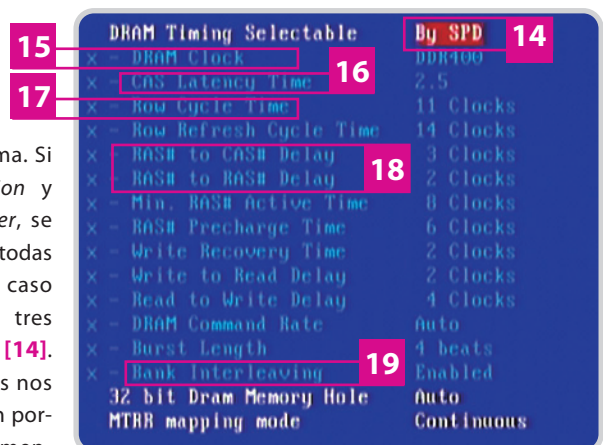 DRAM Timing Selectable By SPD 14
15
x - DRAM Clock DDR400
16
x - CAS Latency Time 2.5
17
x - Row Cycle Time 11 Clocks
x - Row Refresh Cycle Time 14 Clocks
x - RAS# to CAS# Delay 3 Clocks
18
x - RAS# to RAS# Delay 2 Clocks
x - Min. RAS# Active Time 8 Clocks
x - RAS# Precharge Time 6 Clocks
x - Write Recovery Time 2 Clocks
x - Write to Read Delay 2 Clocks
x - Read to Write Delay 4 Clocks
x - DRAM Command Rate Auto
x - Burst Length 4 beats
19
x - Bank Interleaving Enabled
32 bit Dram Memory Hole Auto
MTRR mapping mode Continuous
ma. Si
ion y
er, se
todas
caso
tres
[14].
s nos
n por-